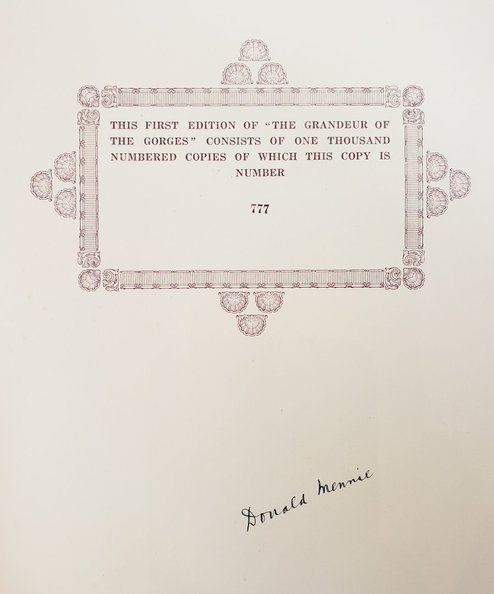 THIS FIRST EDITION OF "THE GRANDEUR OF
THE GORGES" CONSISTS OF ONE THOUSAND
NUMBERED COPIES OF WHICH THIS COPY IS
NUMBER
777
Donald Mennie